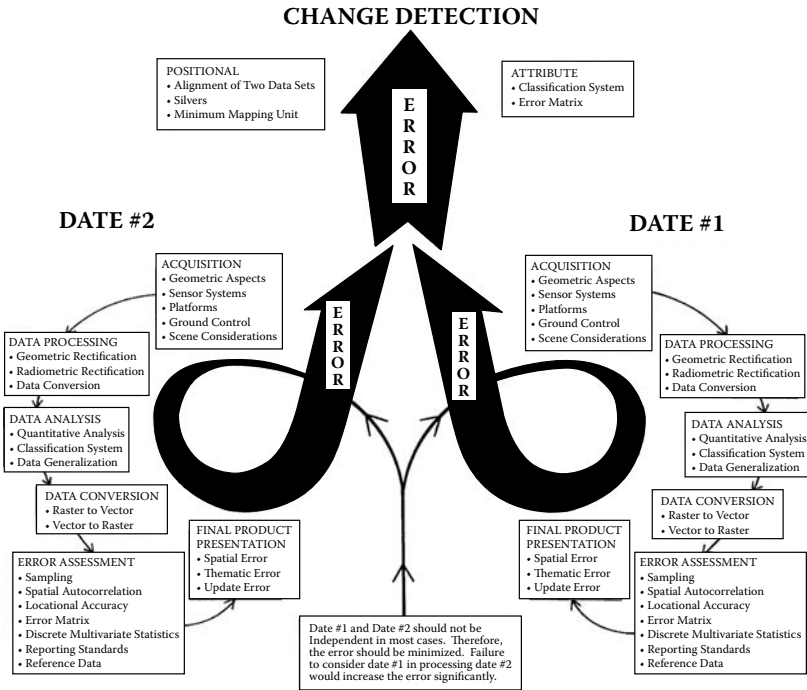 CHANGE DETECTION
POSITIONAL
• Alignment of Two Data Sets
• Silvers
• Minimum Mapping Unit
ATTRIBUTE
• Classification System
• Error Matrix
ERROR
DATE #2
DATE #1
ACQUISITION
• Geometric Aspects
• Sensor Systems
• Platforms
• Ground Control
• Scene Considerations
DATA PROCESSING
• Geometric Rectification
• Radiometric Rectification
• Data Conversion
DATA ANALYSIS
• Quantitative Analysis
• Classification System
• Data Generalization
DATA CONVERSION
• Raster to Vector
• Vector to Raster
ERROR ASSESSMENT
• Sampling
• Spatial Autocorrelation
• Locational Accuracy
• Error Matrix
• Discrete Multivariate Statistics
• Reporting Standards
• Reference Data
FINAL PRODUCT
PRESENTATION
• Spatial Error
• Thematic Error
• Update Error
ERROR
ERROR
ACQUISITION
• Geometric Aspects
• Sensor Systems
• Platforms
• Ground Control
• Scene Considerations
DATA PROCESSING
• Geometric Rectification
• Radiometric Rectification
• Data Conversion
DATA ANALYSIS
• Quantitative Analysis
• Classification System
• Data Generalization
DATA CONVERSION
• Raster to Vector
• Vector to Raster
ERROR ASSESSMENT
• Sampling
• Spatial Autocorrelation
• Locational Accuracy
• Error Matrix
• Discrete Multivariate Statistics
• Reporting Standards
• Reference Data
FINAL PRODUCT
PRESENTATION
• Spatial Error
• Thematic Error
• Update Error
Date #1 and Date #2 should not be
Independent in most cases. Therefore,
the error should be minimized. Failure
to consider date #1 in processing date #2
would increase the error significantly.